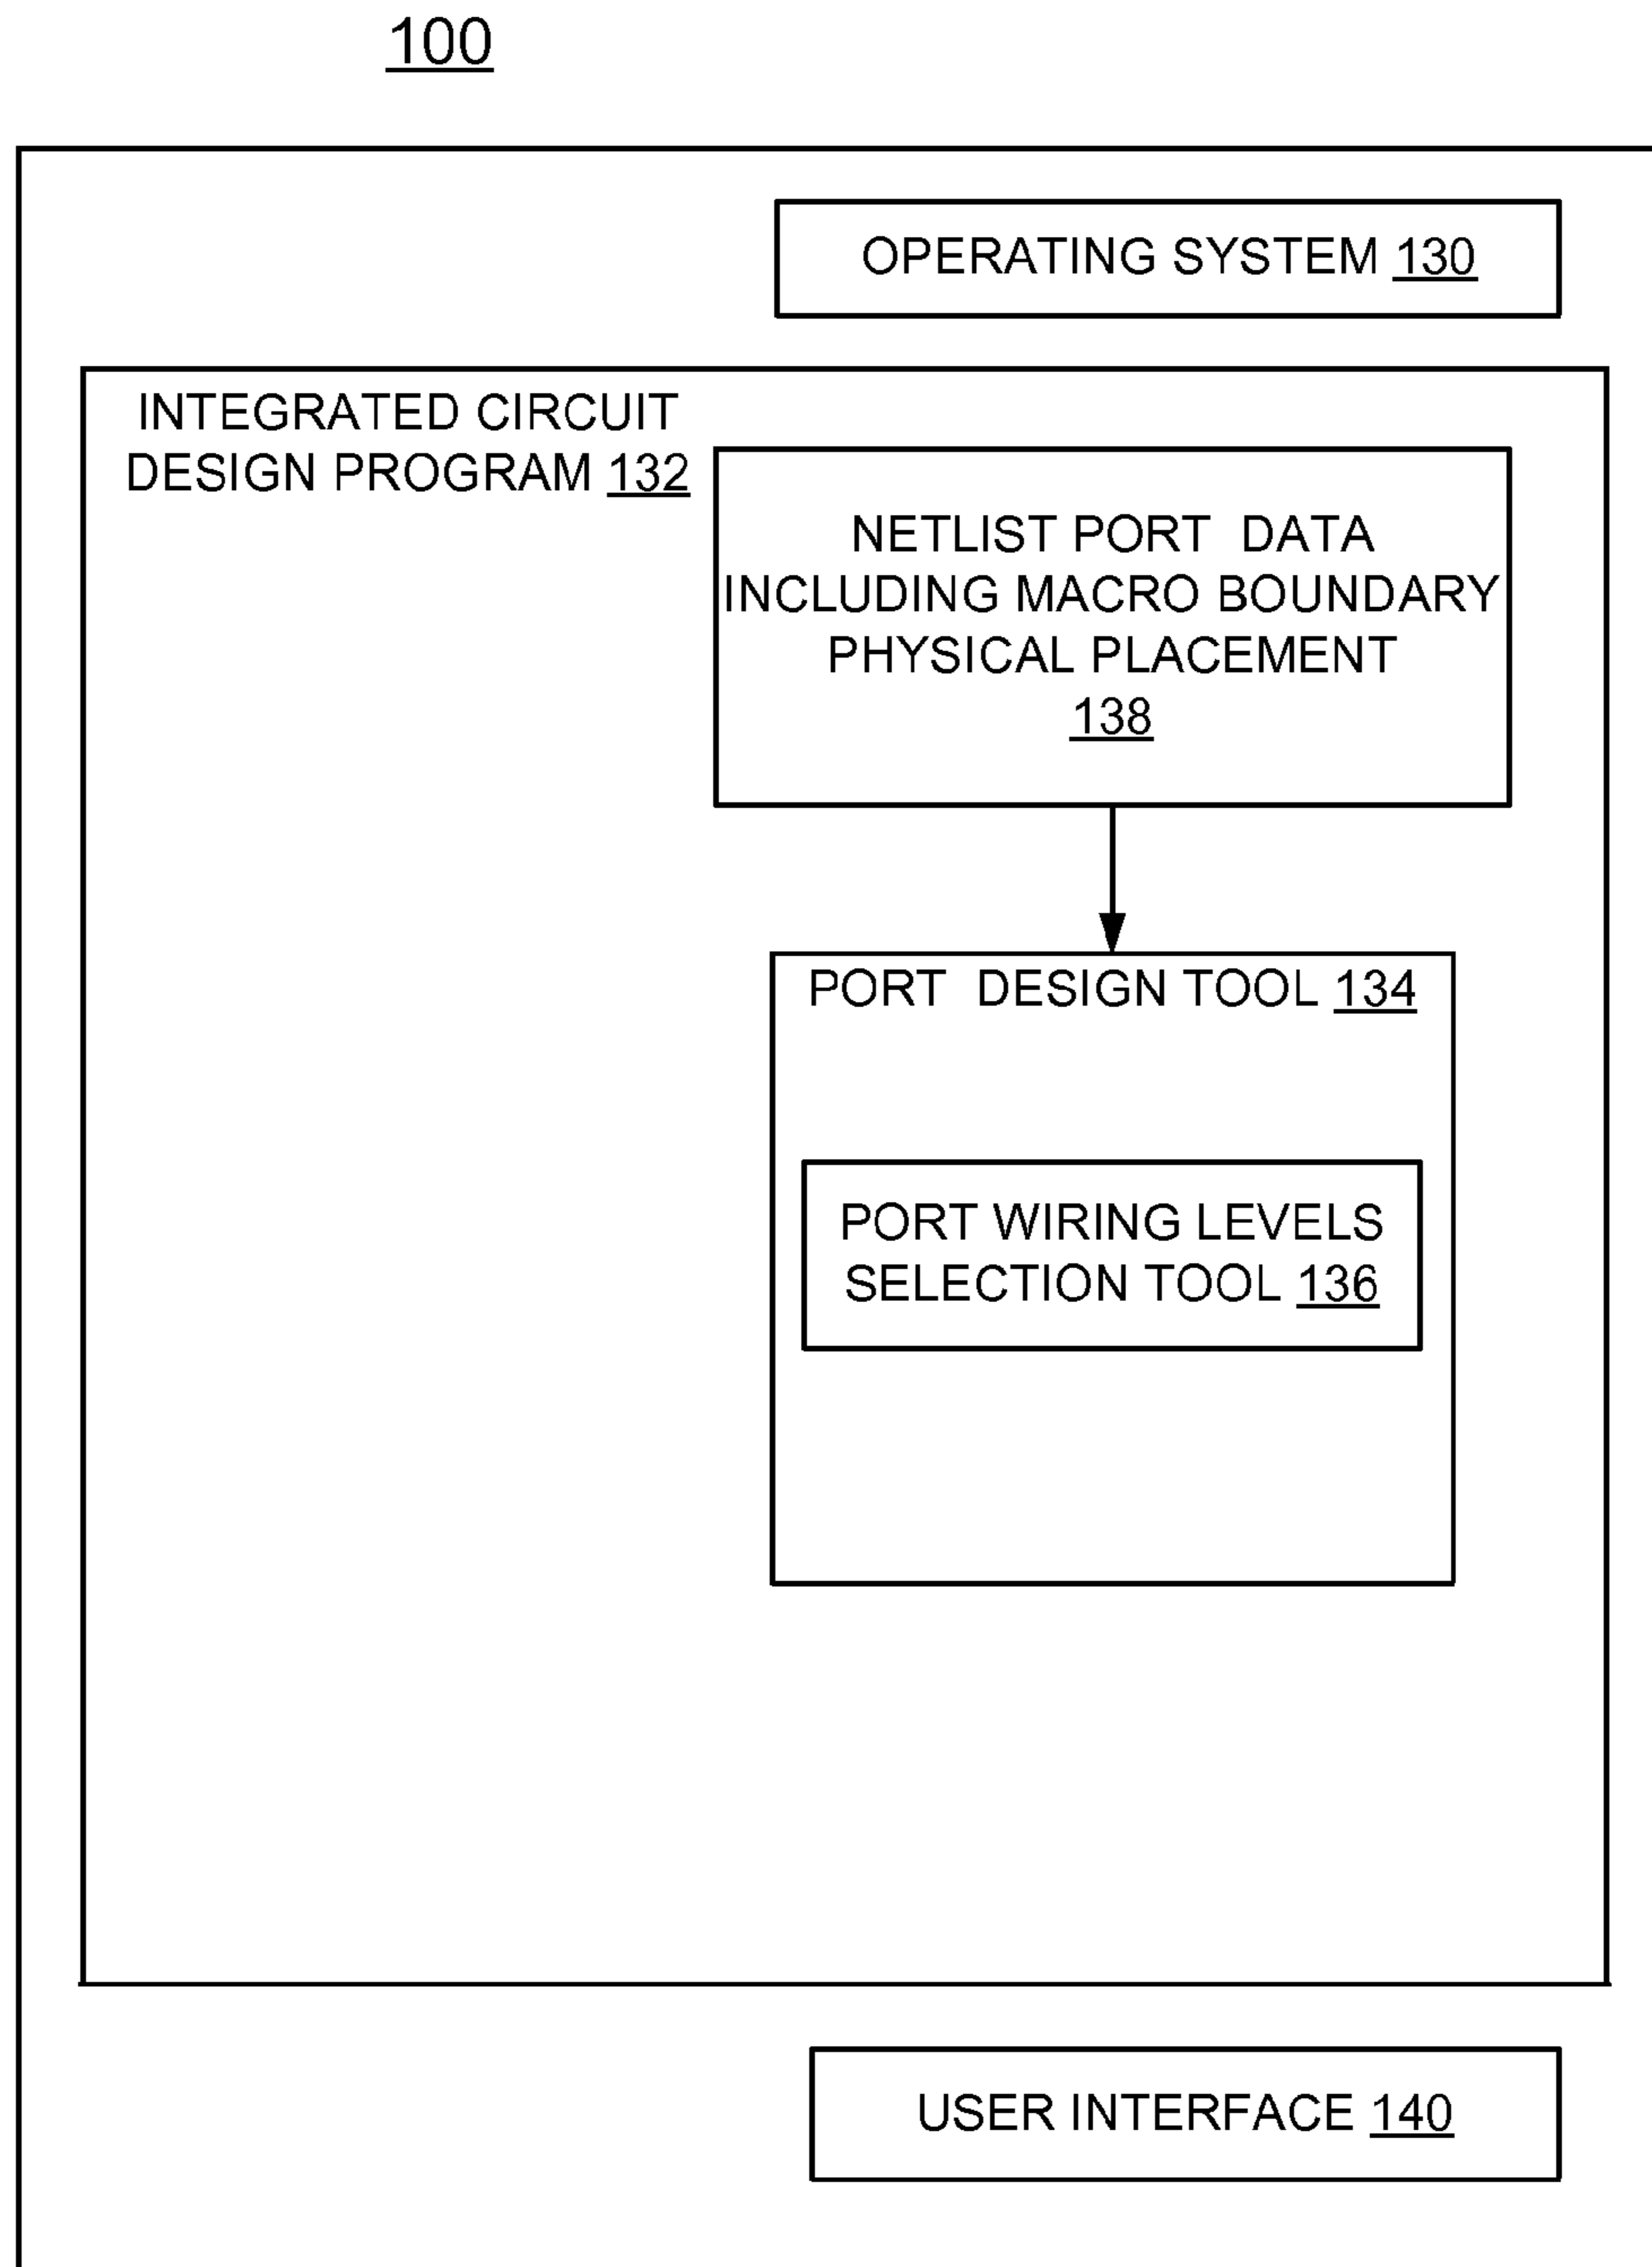 100
OPERATING SYSTEM 130
INTEGRATED CIRCUIT
DESIGN PROGRAM 132
NETLIST PORT DATA
INCLUDING MACRO BOUNDARY
PHYSICAL PLACEMENT
138
PORT DESIGN TOOL 134
PORT WIRING LEVELS
SELECTION TOOL 136
USER INTERFACE 140